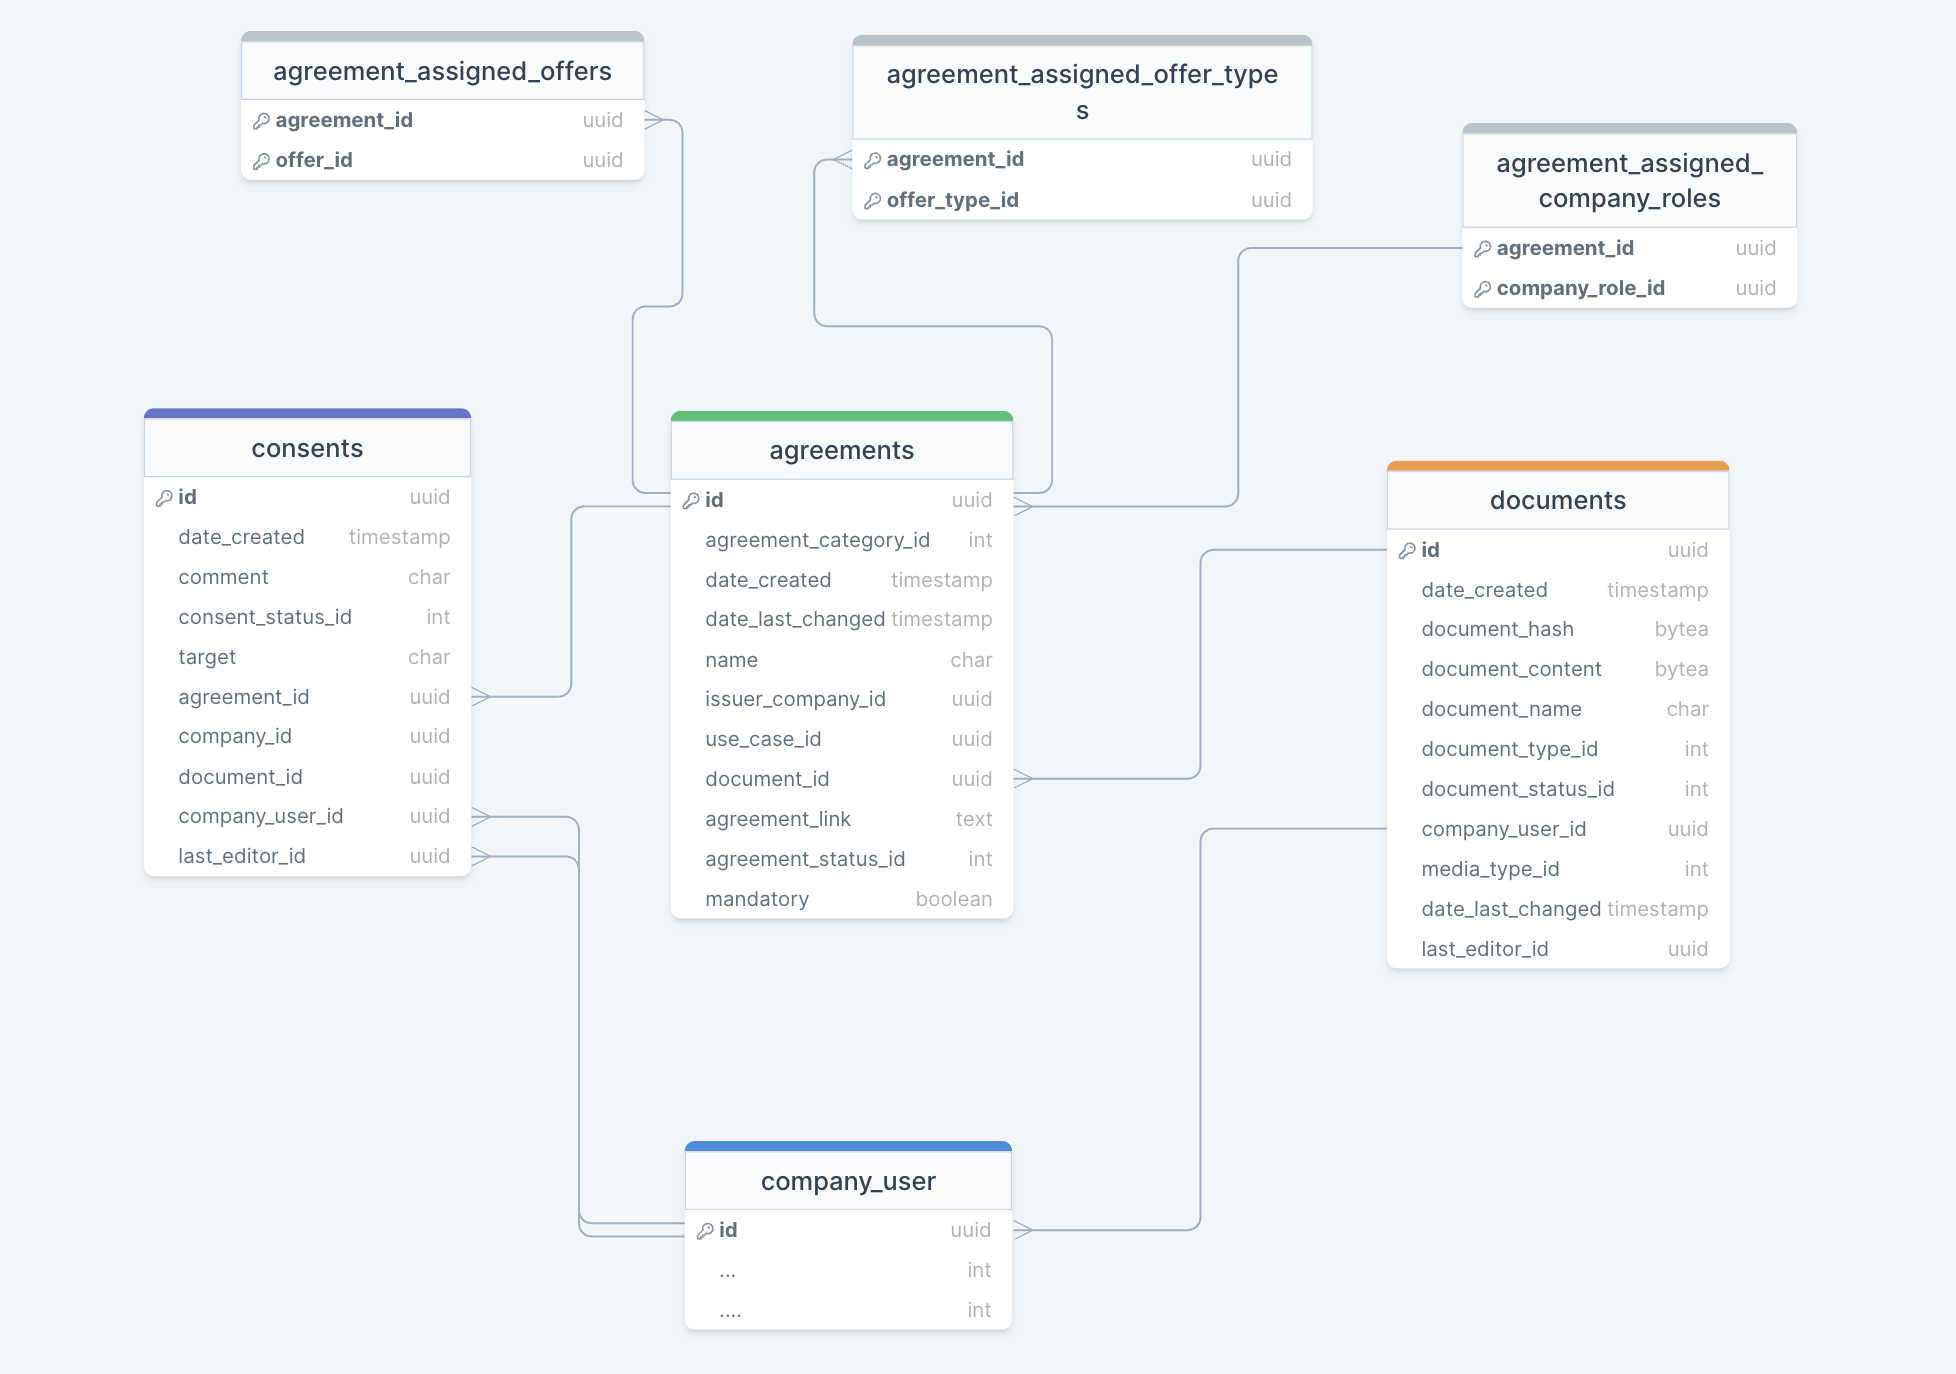 agreement_assigned_offers
agreement_id uuid
offer_id uuid
agreement_assigned_offer_type
s
agreement_id uuid
offer_type_id uuid
agreement_assigned_
company_roles
agreement_id uuid
company_role_id uuid
consents
id uuid
date_created timestamp
comment char
consent_status_id int
target char
agreement_id uuid
company_id uuid
document_id uuid
company_user_id uuid
last_editor_id uuid
agreements
id uuid
agreement_category_id int
date_created timestamp
date_last_changed timestamp
name char
issuer_company_id uuid
use_case_id uuid
document_id uuid
agreement_link text
agreement_status_id int
mandatory boolean
documents
id uuid
date_created timestamp
document_hash bytea
document_content bytea
document_name char
document_type_id int
document_status_id int
company_user_id uuid
media_type_id int
date_last_changed timestamp
last_editor_id uuid
company_user
id uuid
... int
.... int